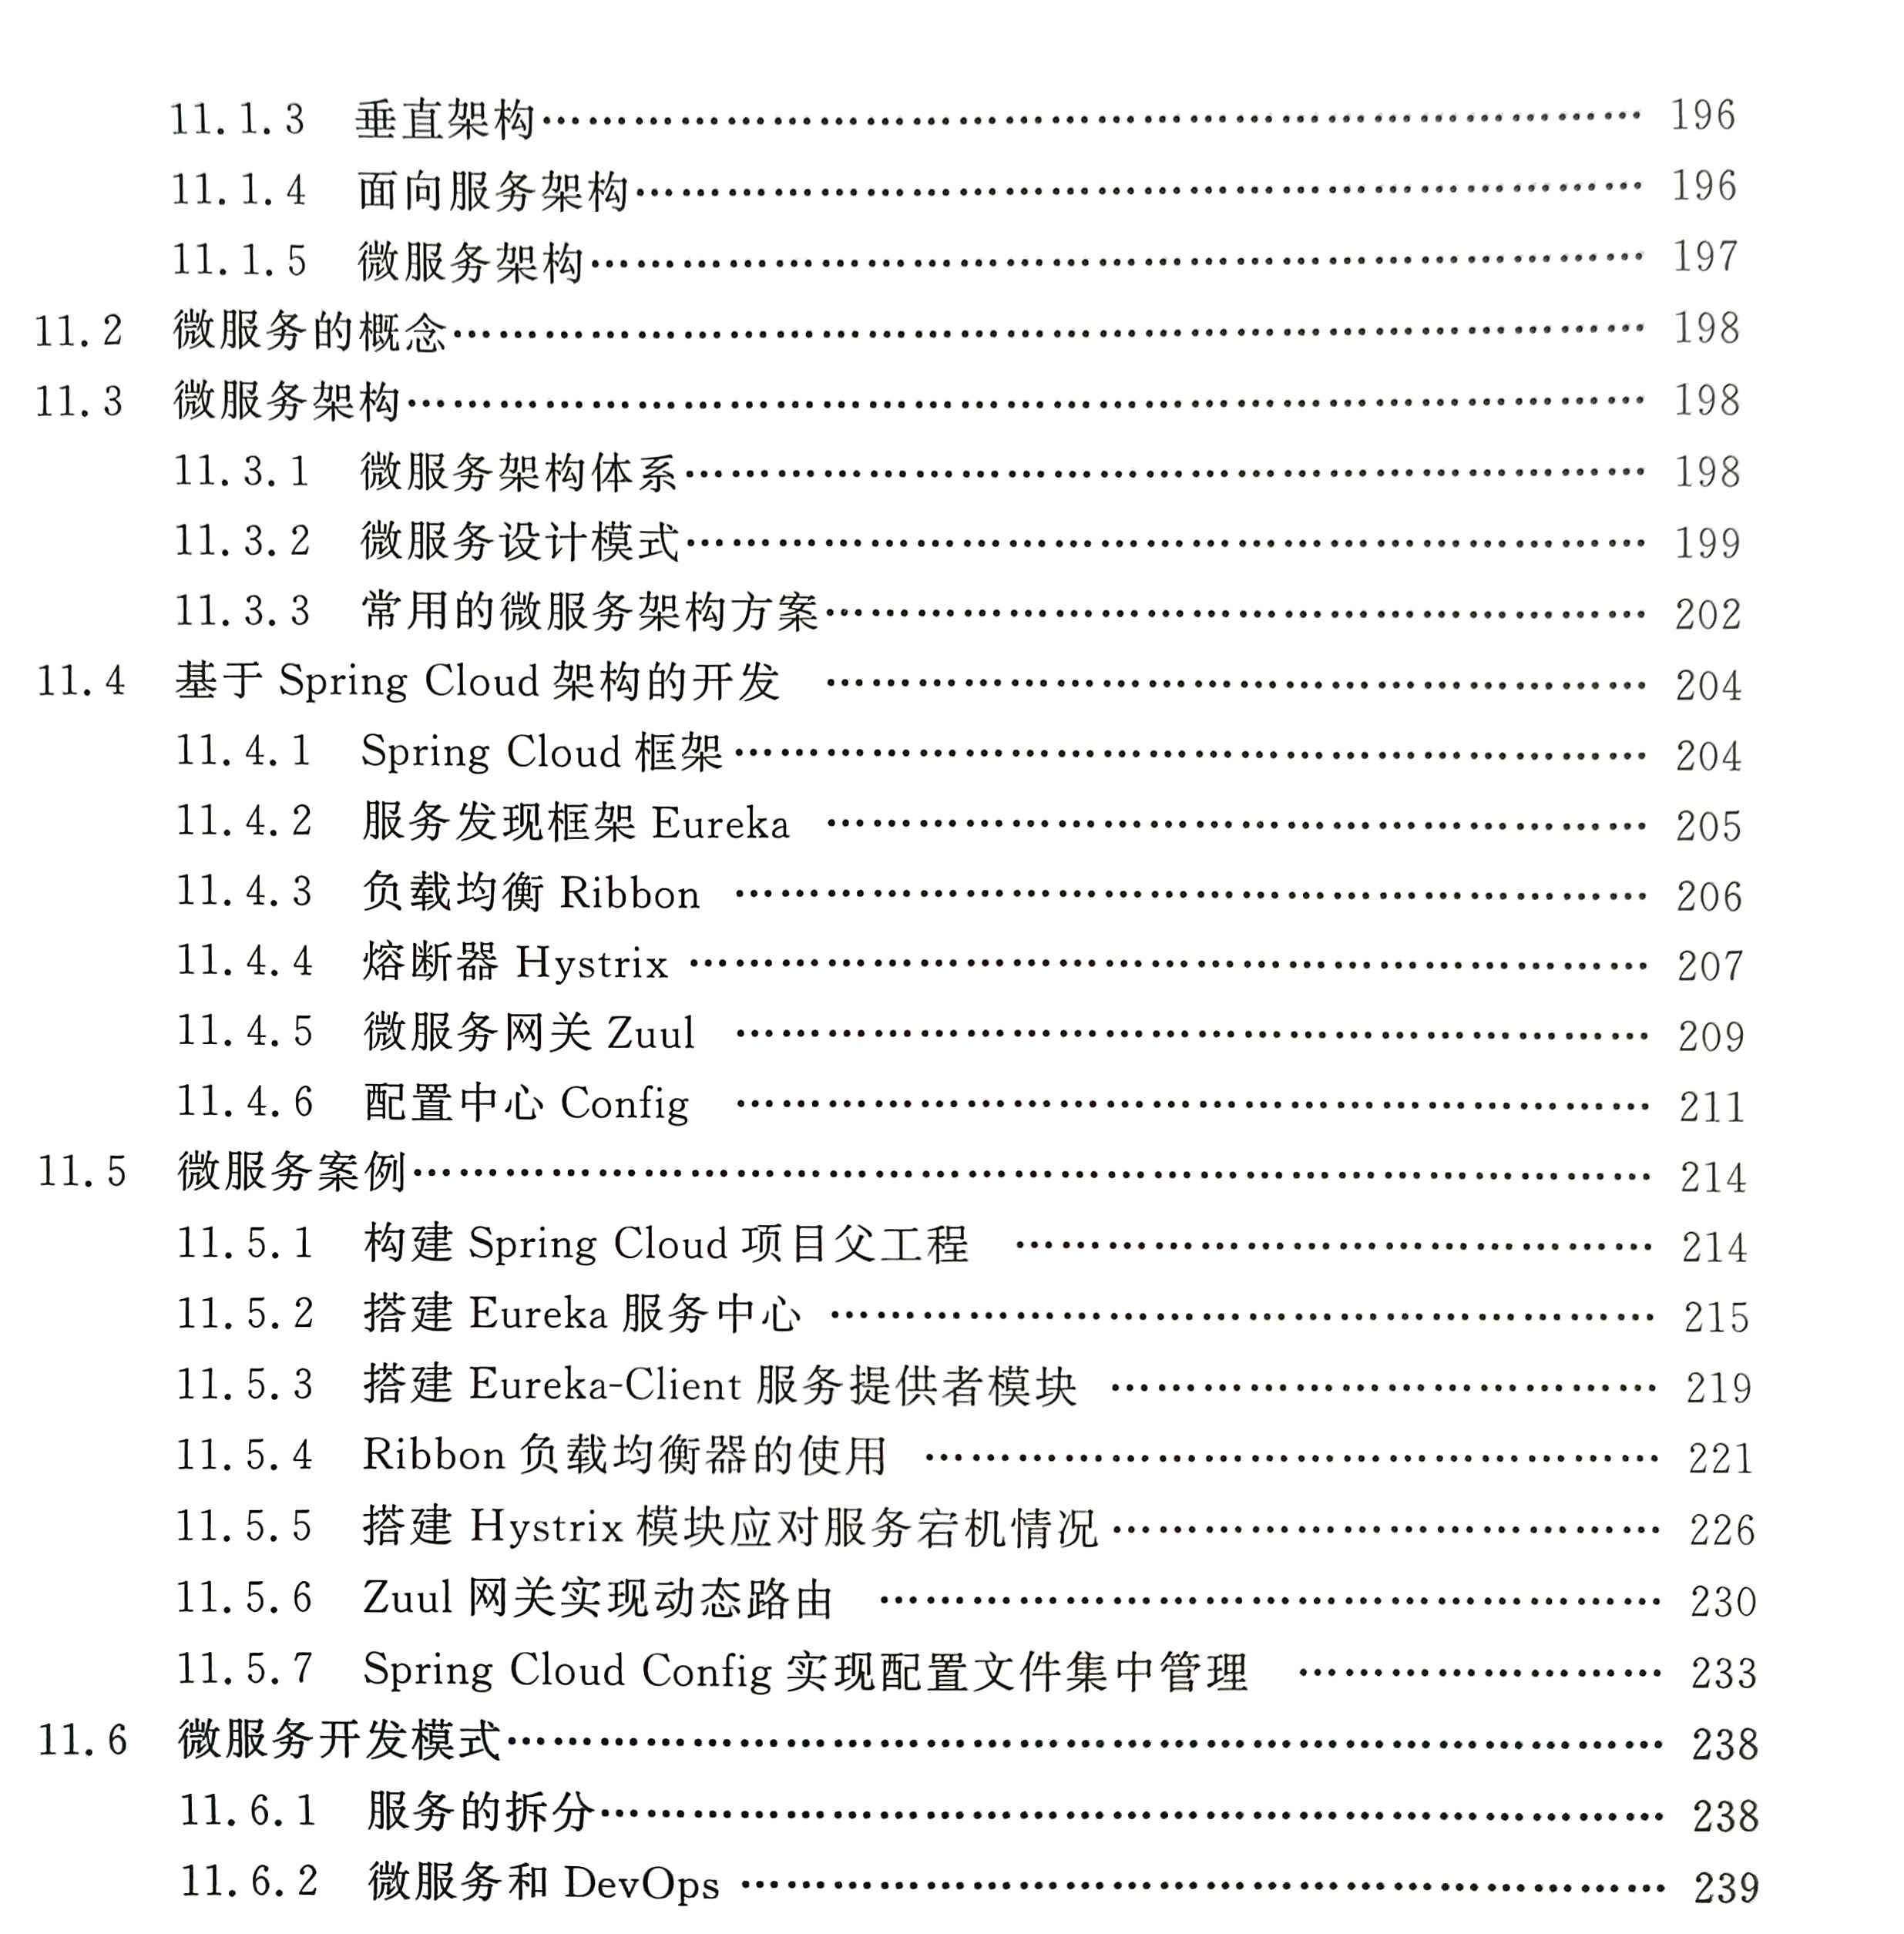 11.1.3 垂直架构 …… 196
11.1.4 面向服务架构 …… 196
11.1.5 微服务架构 …… 197
11.2 微服务的概念 …… 198
11.3 微服务架构 …… 198
11.3.1 微服务架构体系 …… 198
11.3.2 微服务设计模式 …… 199
11.3.3 常用的微服务架构方案 …… 202
11.4 基于 Spring Cloud 架构的开发 …… 204
11.4.1 Spring Cloud 框架 …… 204
11.4.2 服务发现框架 Eureka …… 205
11.4.3 负载均衡 Ribbon …… 206
11.4.4 熔断器 Hystrix …… 207
11.4.5 微服务网关 Zuul …… 209
11.4.6 配置中心 Config …… 211
11.5 微服务案例 …… 214
11.5.1 构建 Spring Cloud 项目父工程 …… 214
11.5.2 搭建 Eureka 服务中心 …… 215
11.5.3 搭建 Eureka-Client 服务提供者模块 …… 219
11.5.4 Ribbon 负载均衡器的使用 …… 221
11.5.5 搭建 Hystrix 模块应对服务宕机情况 …… 226
11.5.6 Zuul 网关实现动态路由 …… 230
11.5.7 Spring Cloud Config 实现配置文件集中管理 …… 233
11.6 微服务开发模式 …… 238
11.6.1 服务的拆分 …… 238
11.6.2 微服务和 DevOps …… 239